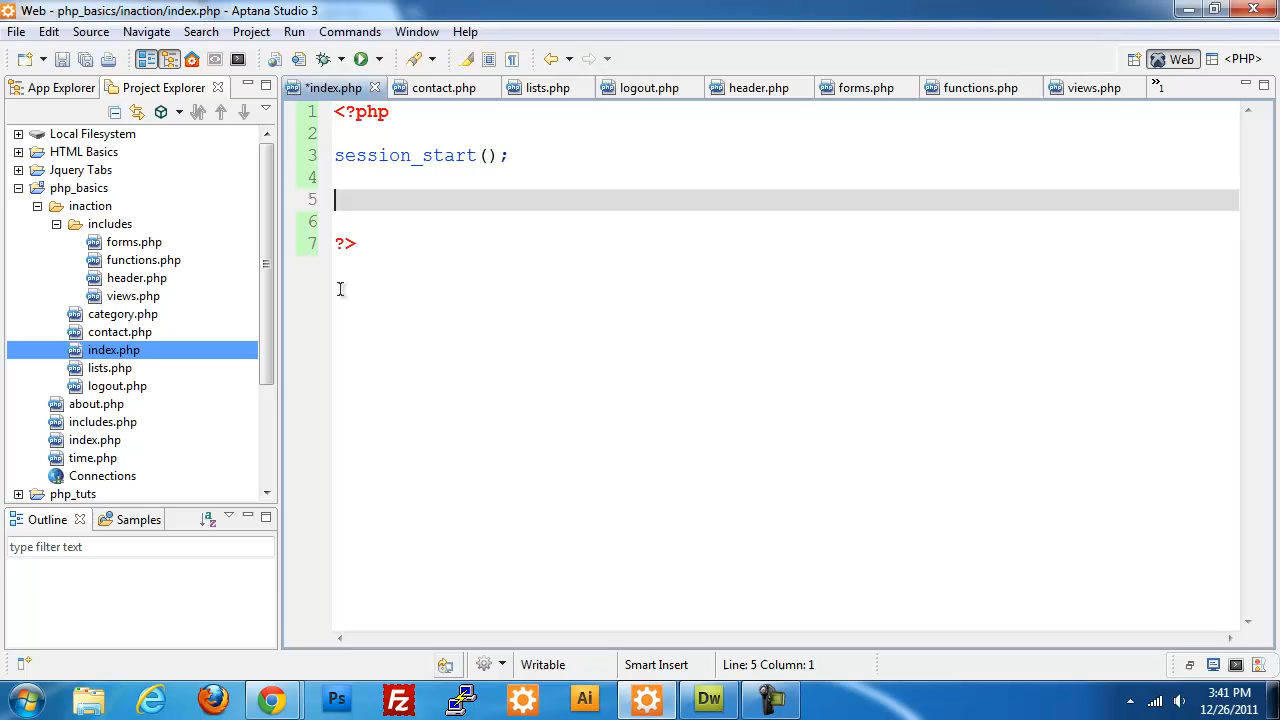 Web - php_basics/inaction/index.php - Aptana Studio 3
File Edit Source Navigate Search Project Run Commands Window Help
Web <PHP>
App Explorer Project Explorer
*index.php contact.php lists.php logout.php header.php forms.php functions.php views.php »1
Local Filesystem
HTML Basics
Jquery Tabs
php_basics
inaction
includes
forms.php
functions.php
header.php
views.php
category.php
contact.php
index.php
lists.php
logout.php
about.php
includes.php
index.php
time.php
Connections
php_tuts
1 <?php
2
3 session_start();
4
5
6
7 ?>
Outline Samples
type filter text
Writable Smart Insert Line: 5 Column: 1
Ps Fz Ai Dw
3:41 PM
12/26/2011